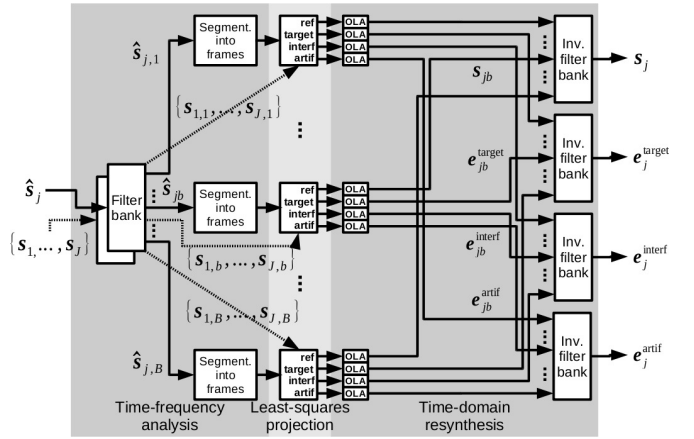 ŝ_{j,1}
Segment. into frames
ref
target
interf
artif
OLA
OLA
OLA
OLA
Inv. filter bank
s_j
{s_{1,1},..., s_{J,1}}
s_{jb}
⋮
ŝ_j
Filter bank
ŝ_{jb}
Segment. into frames
ref
target
interf
artif
OLA
OLA
OLA
OLA
e_{jb}^{target}
Inv. filter bank
e_j^{target}
{s_1,..., s_J}
{s_{1,b},..., s_{J,b}}
e_{jb}^{interf}
Inv. filter bank
e_j^{interf}
⋮
{s_{1,B},..., s_{J,B}}
e_{jb}^{artif}
ŝ_{j,B}
Segment. into frames
ref
target
interf
artif
OLA
OLA
OLA
OLA
Inv. filter bank
e_j^{artif}
Time-frequency analysis
Least-squares projection
Time-domain resynthesis